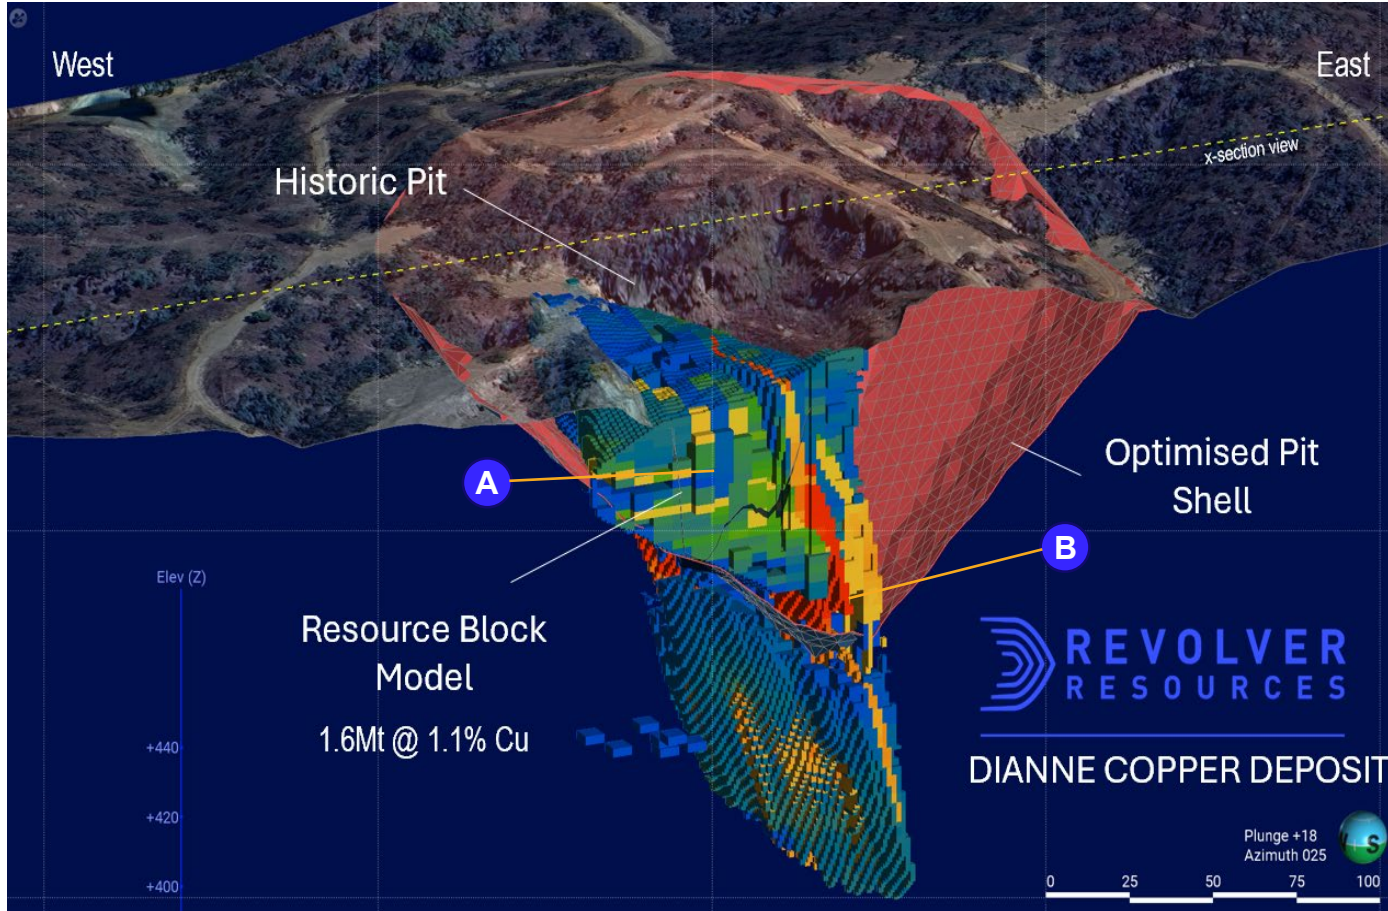 West
East
x-section view
Historic Pit
A
Optimised Pit
Shell
B
Elev (Z)
Resource Block
Model
1.6Mt @ 1.1% Cu
REVOLVER
RESOURCES
DIANNE COPPER DEPOSIT
+440
+420
+400
Plunge +18
Azimuth 025
S
0 25 50 75 100